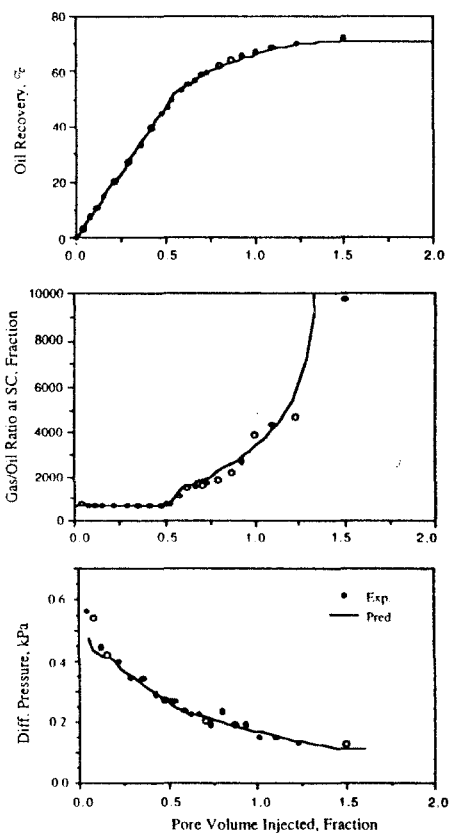 80
60
40
20
0
Oil Recovery, %
0.0 0.5 1.0 1.5 2.0
10000
8000
6000
4000
2000
0
Gas/Oil Ratio at SC, Fraction
0.0 0.5 1.0 1.5 2.0
0.6
0.4
0.2
0.0
Diff. Pressure, kPa
Exp.
Pred
0.0 0.5 1.0 1.5 2.0
Pore Volume Injected, Fraction